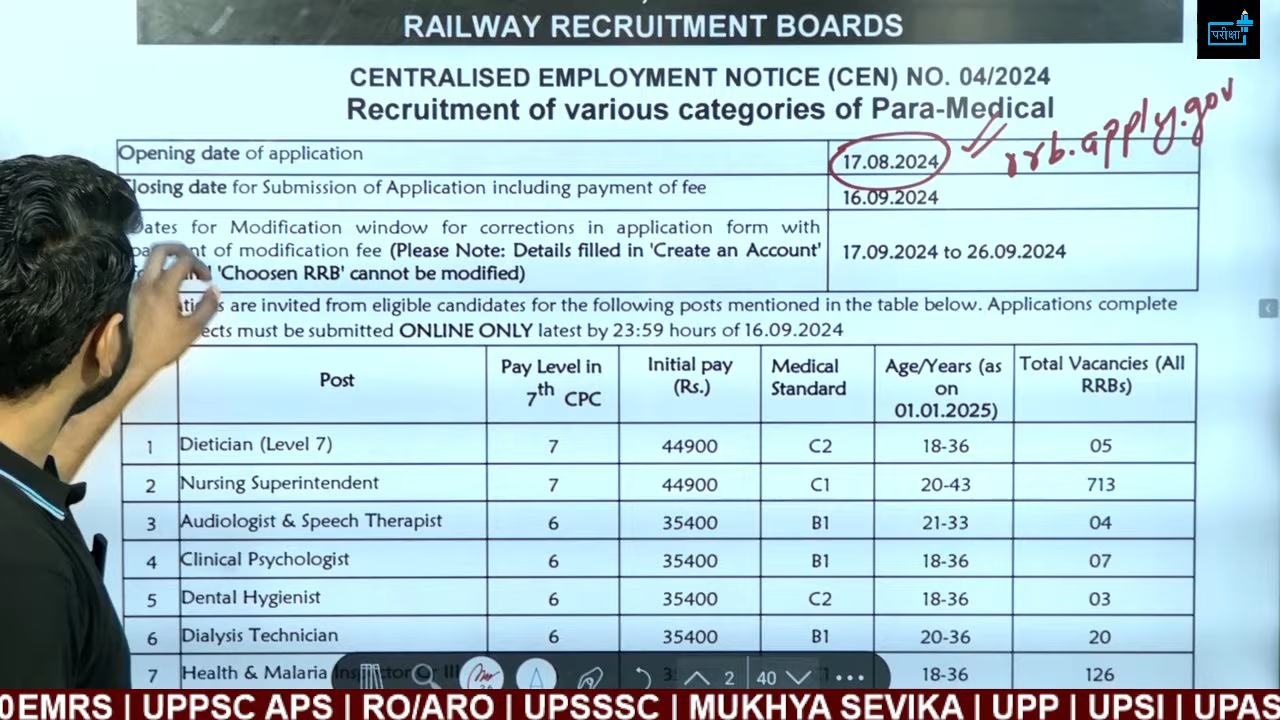 RAILWAY RECRUITMENT BOARDS
परीक्षा
CENTRALISED EMPLOYMENT NOTICE (CEN) NO. 04/2024
Recruitment of various categories of Para-Medical
rrb.apply.gov
Opening date of application 17.08.2024
Closing date for Submission of Application including payment of fee 16.09.2024
Dates for Modification window for corrections in application form with
of modification fee (Please Note: Details filled in 'Create an Account' 17.09.2024 to 26.09.2024
'Choosen RRB' cannot be modified)
are invited from eligible candidates for the following posts mentioned in the table below. Applications complete
must be submitted ONLINE ONLY latest by 23:59 hours of 16.09.2024
Post Pay Level in 7th CPC Initial pay (Rs.) Medical Standard Age/Years (as on 01.01.2025) Total Vacancies (All RRBs)
1 Dietician (Level 7) 7 44900 C2 18-36 05
2 Nursing Superintendent 7 44900 C1 20-43 713
3 Audiologist & Speech Therapist 6 35400 B1 21-33 04
4 Clinical Psychologist 6 35400 B1 18-36 07
5 Dental Hygienist 6 35400 C2 18-36 03
6 Dialysis Technician 6 35400 B1 20-36 20
7 Health & Malaria Inspector Gr III 18-36 126
2 40
0EMRS | UPPSC APS | RO/ARO | UPSSSC | MUKHYA SEVIKA | UPP | UPSI | UPAS